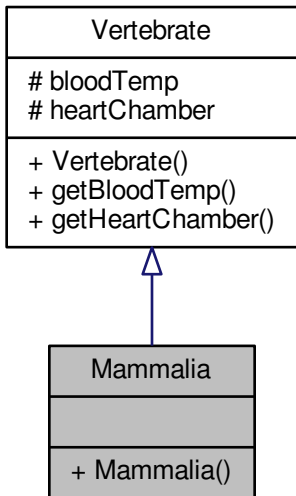 Vertebrate
# bloodTemp
# heartChamber
+ Vertebrate()
+ getBloodTemp()
+ getHeartChamber()
Mammalia
+ Mammalia()